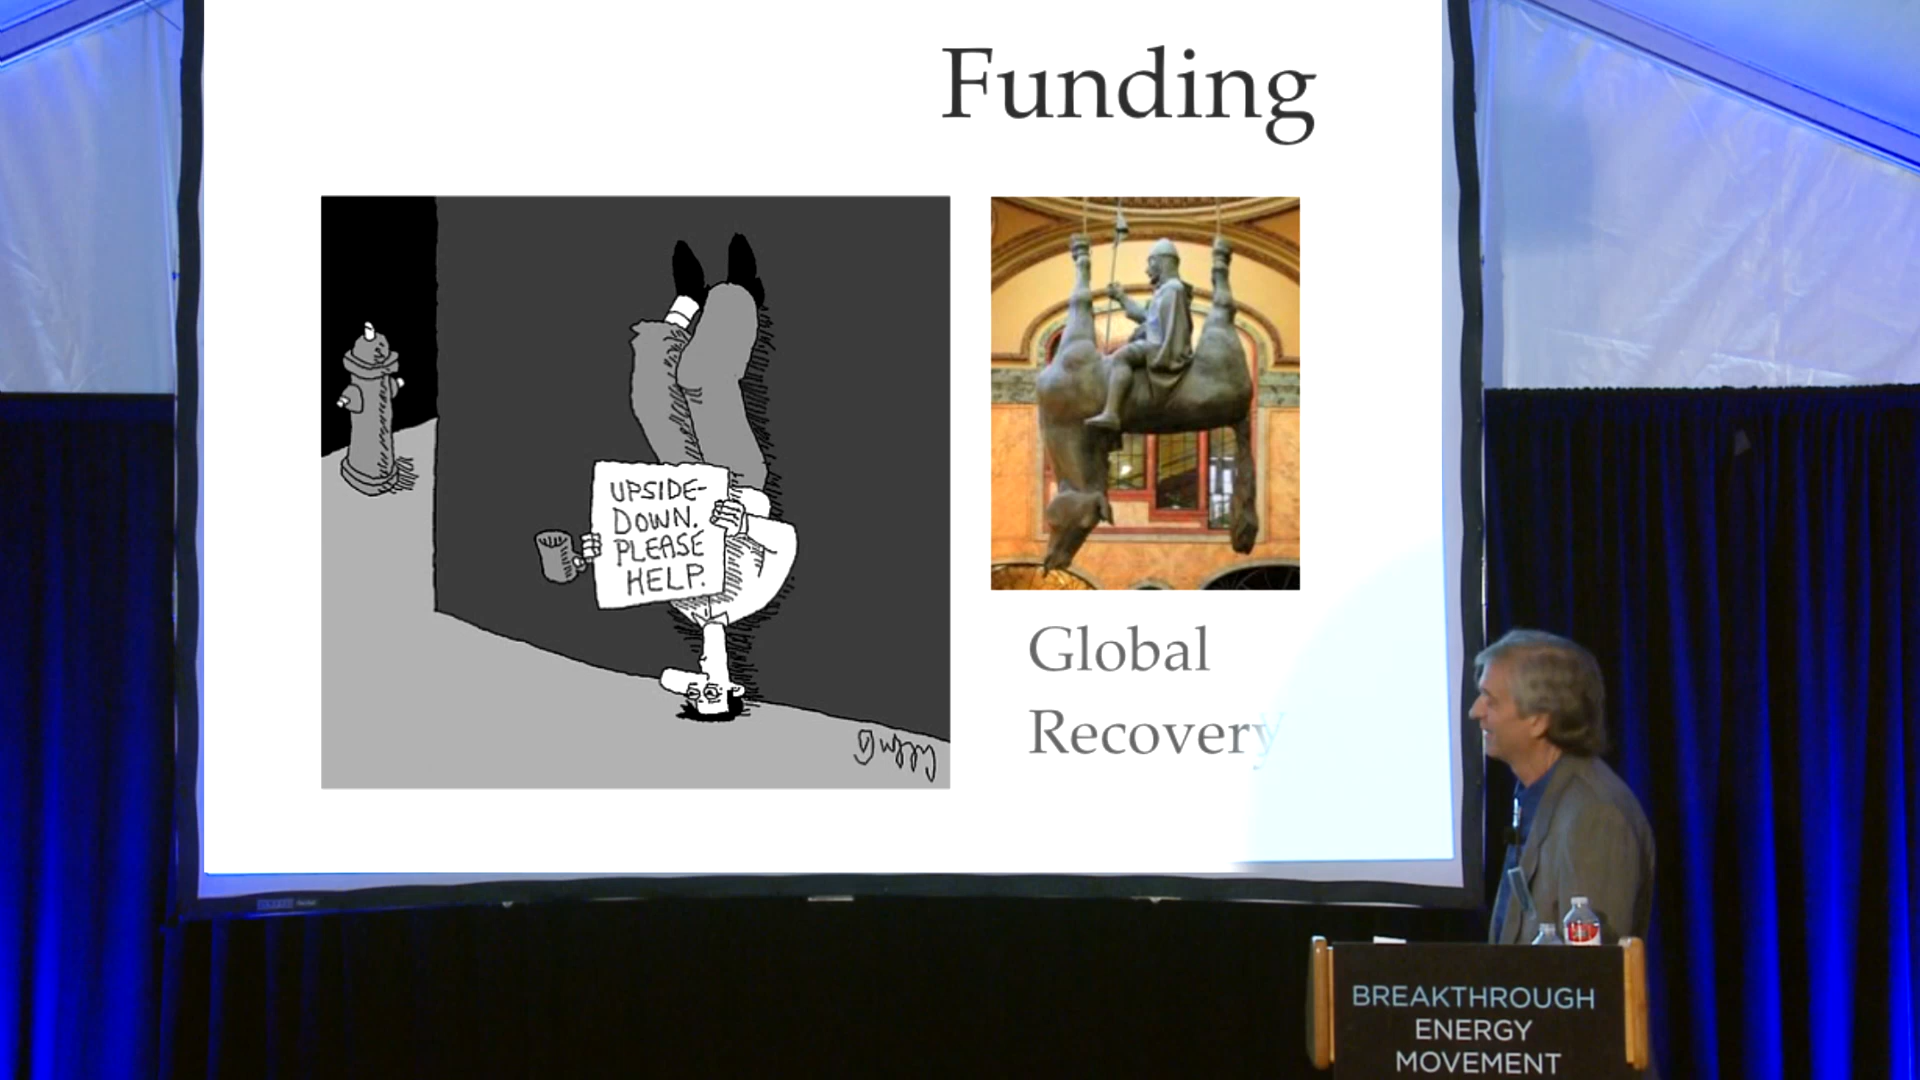 Funding
UPSIDE-
DOWN.
PLEASE
HELP.
Global
Recovery
BREAKTHROUGH
ENERGY
MOVEMENT